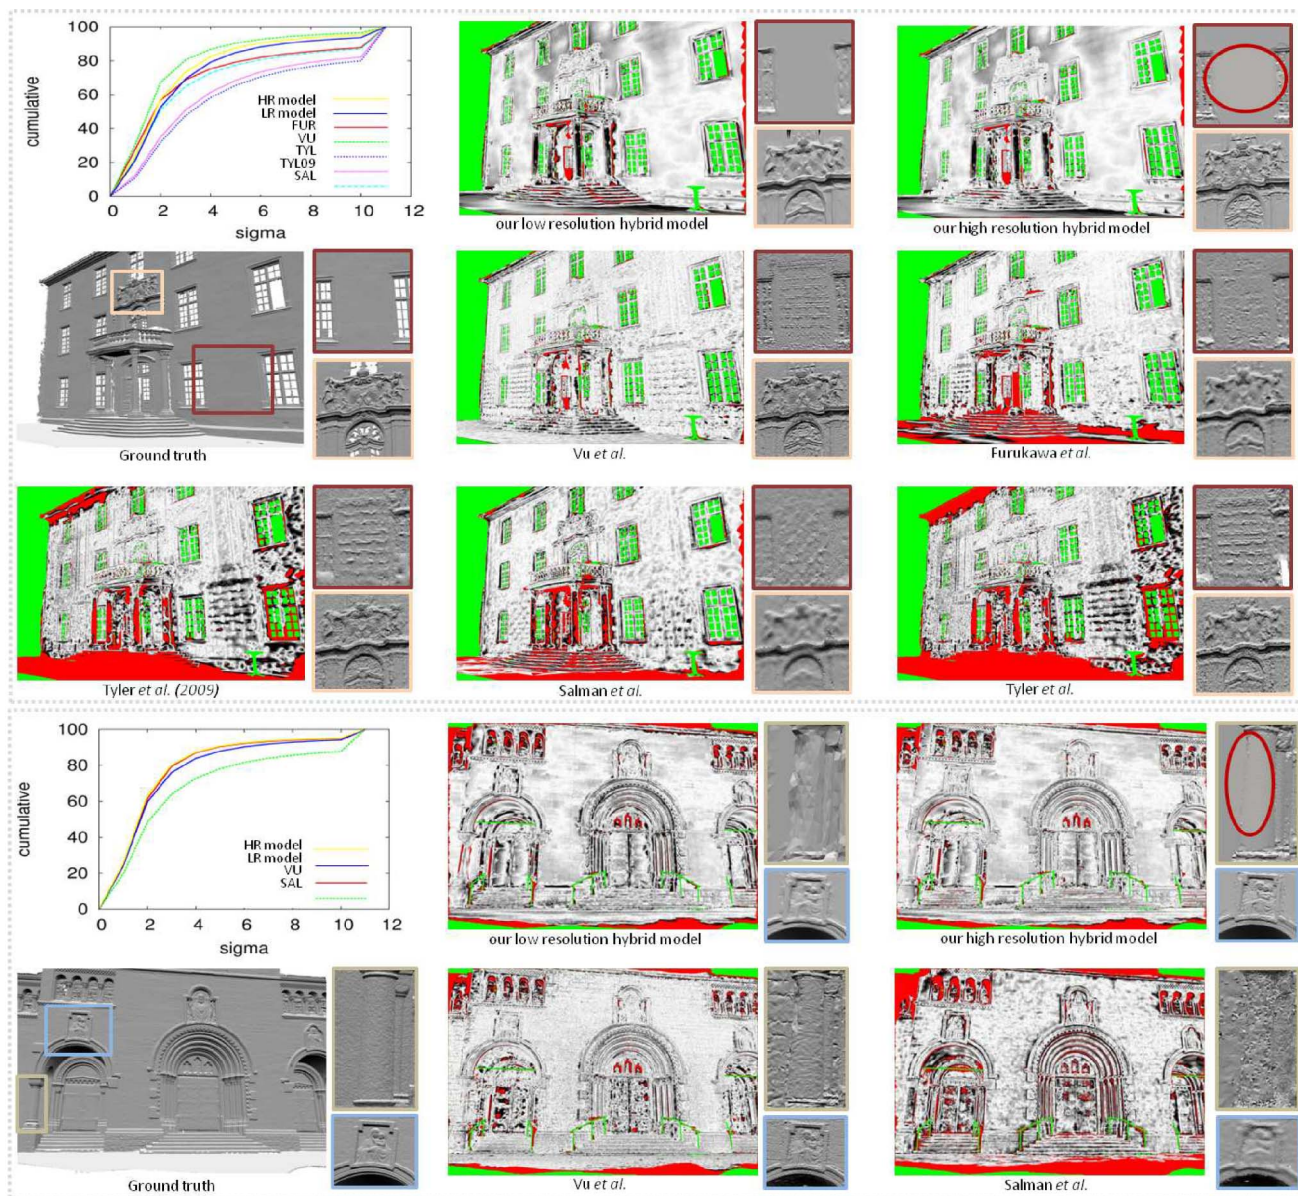 100
80
60
40
20
0
cumulative
HR model
LR model
FUR
VU
TYL
TYL09
SAL
0 2 4 6 8 10 12
sigma
our low resolution hybrid model
our high resolution hybrid model
Ground truth
Vu et al.
Furukawa et al.
Tyler et al. (2009)
Salman et al.
Tyler et al.
100
80
60
40
20
0
cumulative
HR model
LR model
VU
SAL
0 2 4 6 8 10 12
sigma
our low resolution hybrid model
our high resolution hybrid model
Ground truth
Vu et al.
Salman et al.